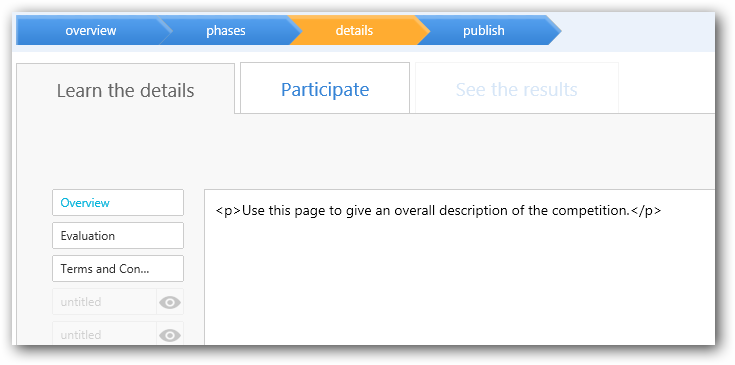 overview phases details publish
Learn the details Participate See the results
Overview
<p>Use this page to give an overall description of the competition.</p>
Evaluation
Terms and Con...
untitled
untitled